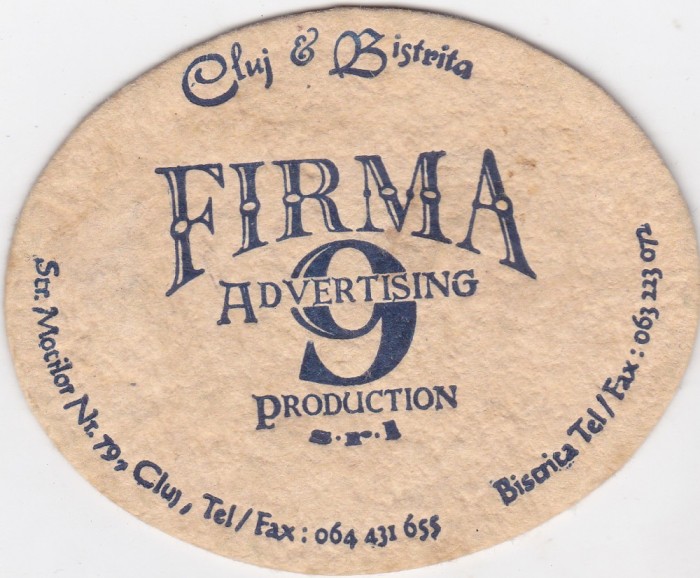 Cluj & Bistrita
FIRMA
9
ADVERTISING
PRODUCTION
s.r.l
Str. Motilor Nr. 79, Cluj, Tel/Fax: 064 431 655
Bistrita Tel/Fax: 063 223 072